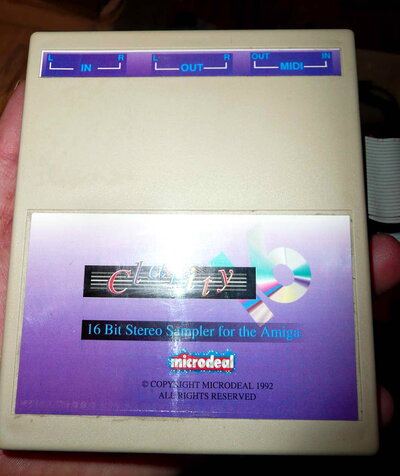 L R L R OUT IN
IN OUT MIDI
Clarity
16
16 Bit Stereo Sampler for the Amiga
microdeal
© COPYRIGHT MICRODEAL 1992
ALL RIGHTS RESERVED